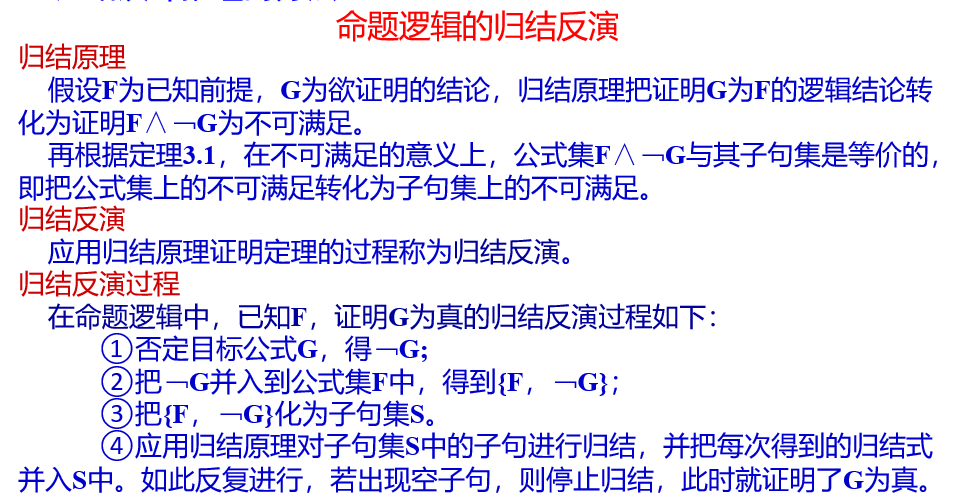 命题逻辑的归结反演
归结原理
假设F为已知前提，G为欲证明的结论，归结原理把证明G为F的逻辑结论转
化为证明F∧￢G为不可满足。
再根据定理3.1，在不可满足的意义上，公式集F∧￢G与其子句集是等价的，
即把公式集上的不可满足转化为子句集上的不可满足。
归结反演
应用归结原理证明定理的过程称为归结反演。
归结反演过程
在命题逻辑中，已知F，证明G为真的归结反演过程如下：
①否定目标公式G，得￢G;
②把￢G并入到公式集F中，得到{F，￢G}；
③把{F，￢G}化为子句集S。
④应用归结原理对子句集S中的子句进行归结，并把每次得到的归结式
并入S中。如此反复进行，若出现空子句，则停止归结，此时就证明了G为真。